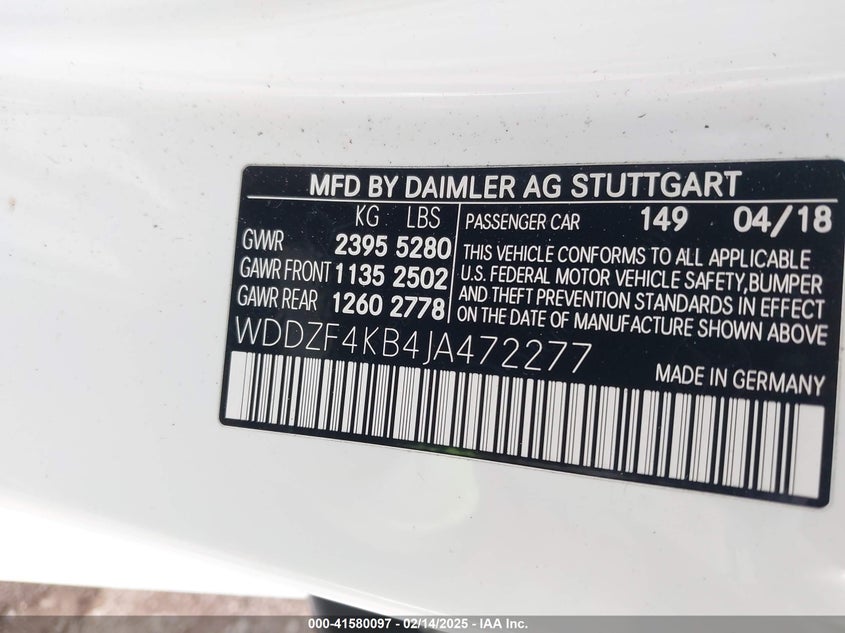 MFD BY DAIMLER AG STUTTGART
KG LBS
GWWR 2395 5280
GAWR FRONT 1135 2502
GAWR REAR 1260 2778
PASSENGER CAR 149 04/18
THIS VEHICLE CONFORMS TO ALL APPLICABLE
U.S. FEDERAL MOTOR VEHICLE SAFETY,BUMPER
AND THEFT PREVENTION STANDARDS IN EFFECT
ON THE DATE OF MANUFACTURE SHOWN ABOVE
WDDZF4KB4JA472277
MADE IN GERMANY
000-41580097 - 02/14/2025 - IAA Inc.